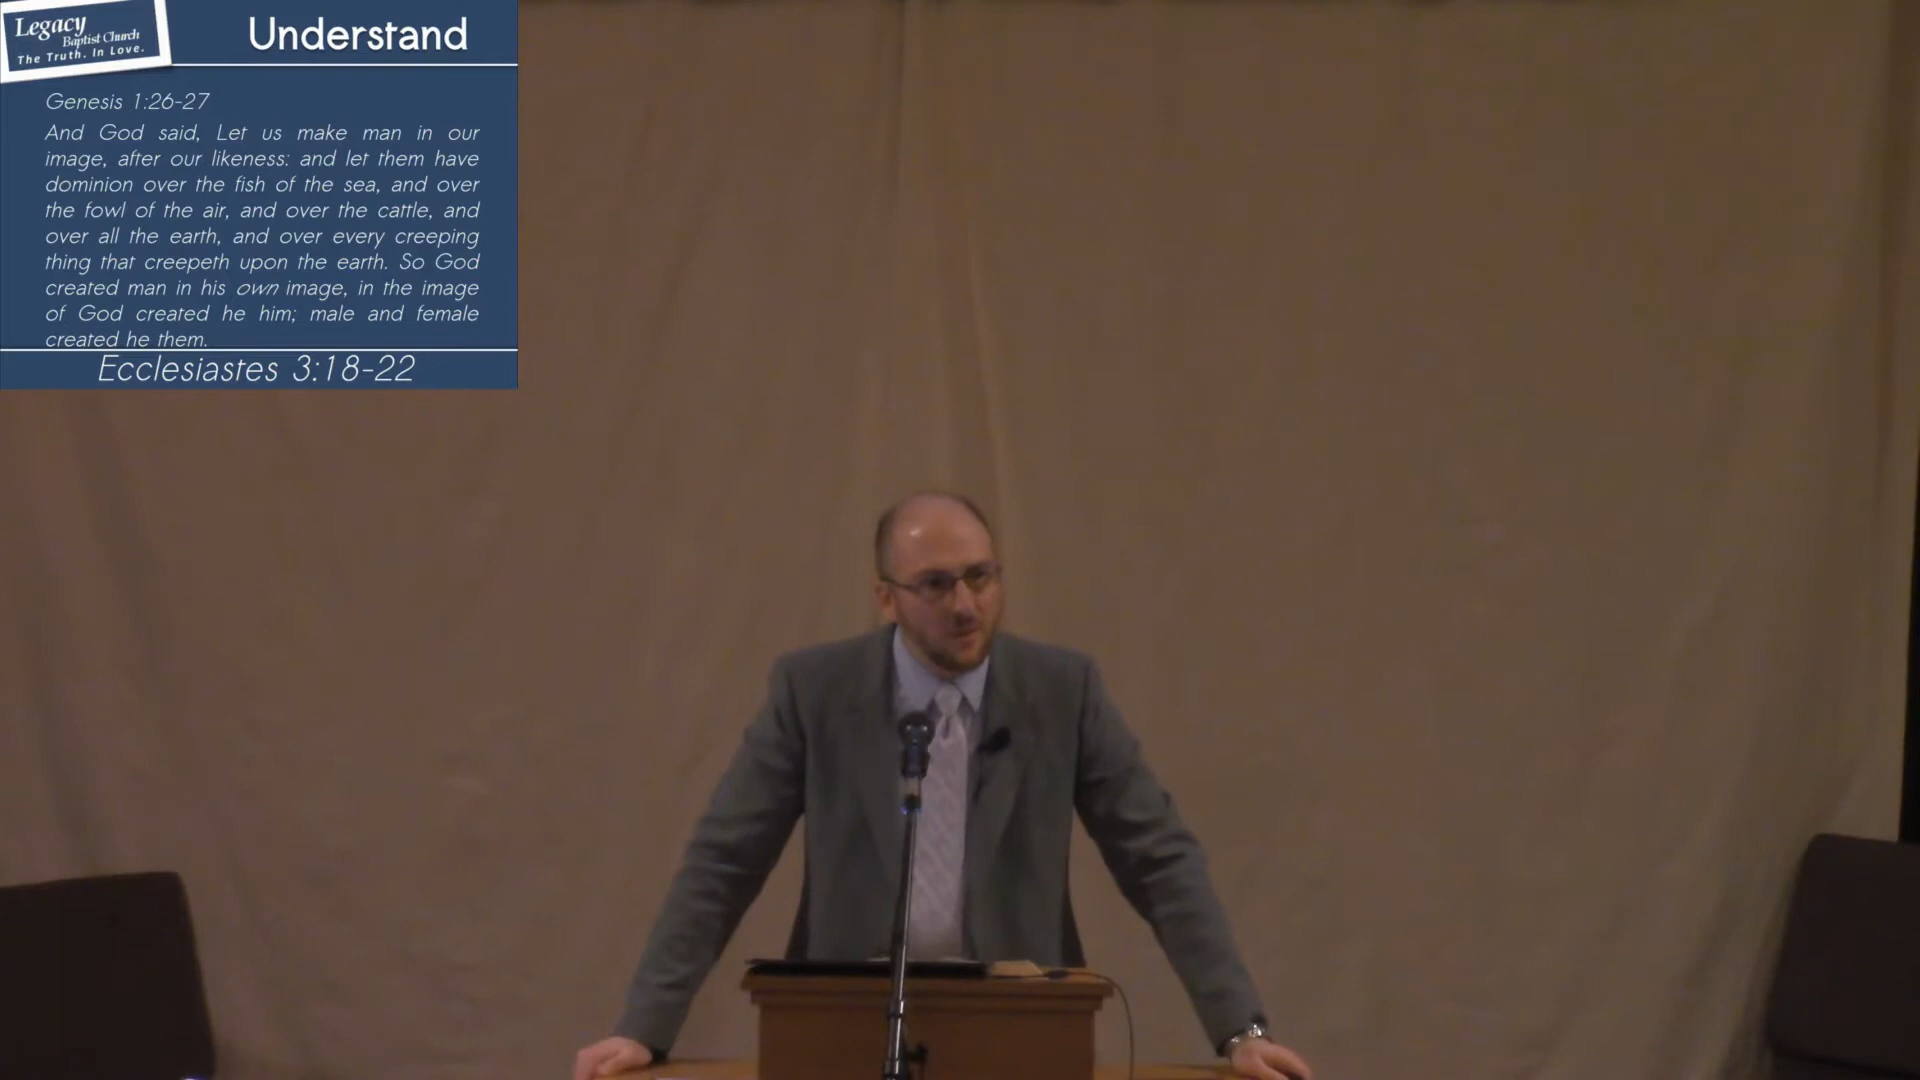 Legacy
Baptist Church
The Truth. In Love.
Understand
Genesis 1:26-27
And God said, Let us make man in our
image, after our likeness: and let them have
dominion over the fish of the sea, and over
the fowl of the air, and over the cattle, and
over all the earth, and over every creeping
thing that creepeth upon the earth. So God
created man in his own image, in the image
of God created he him; male and female
created he them.
Ecclesiastes 3:18-22